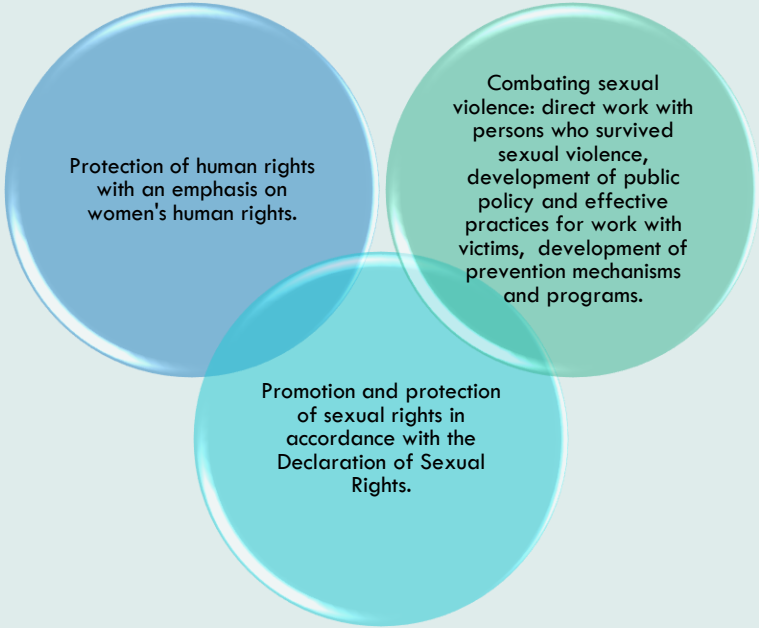 Protection of human rights
with an emphasis on
women's human rights.
Combating sexual
violence: direct work with
persons who survived
sexual violence,
development of public
policy and effective
practices for work with
victims, development of
prevention mechanisms
and programs.
Promotion and protection
of sexual rights in
accordance with the
Declaration of Sexual
Rights.